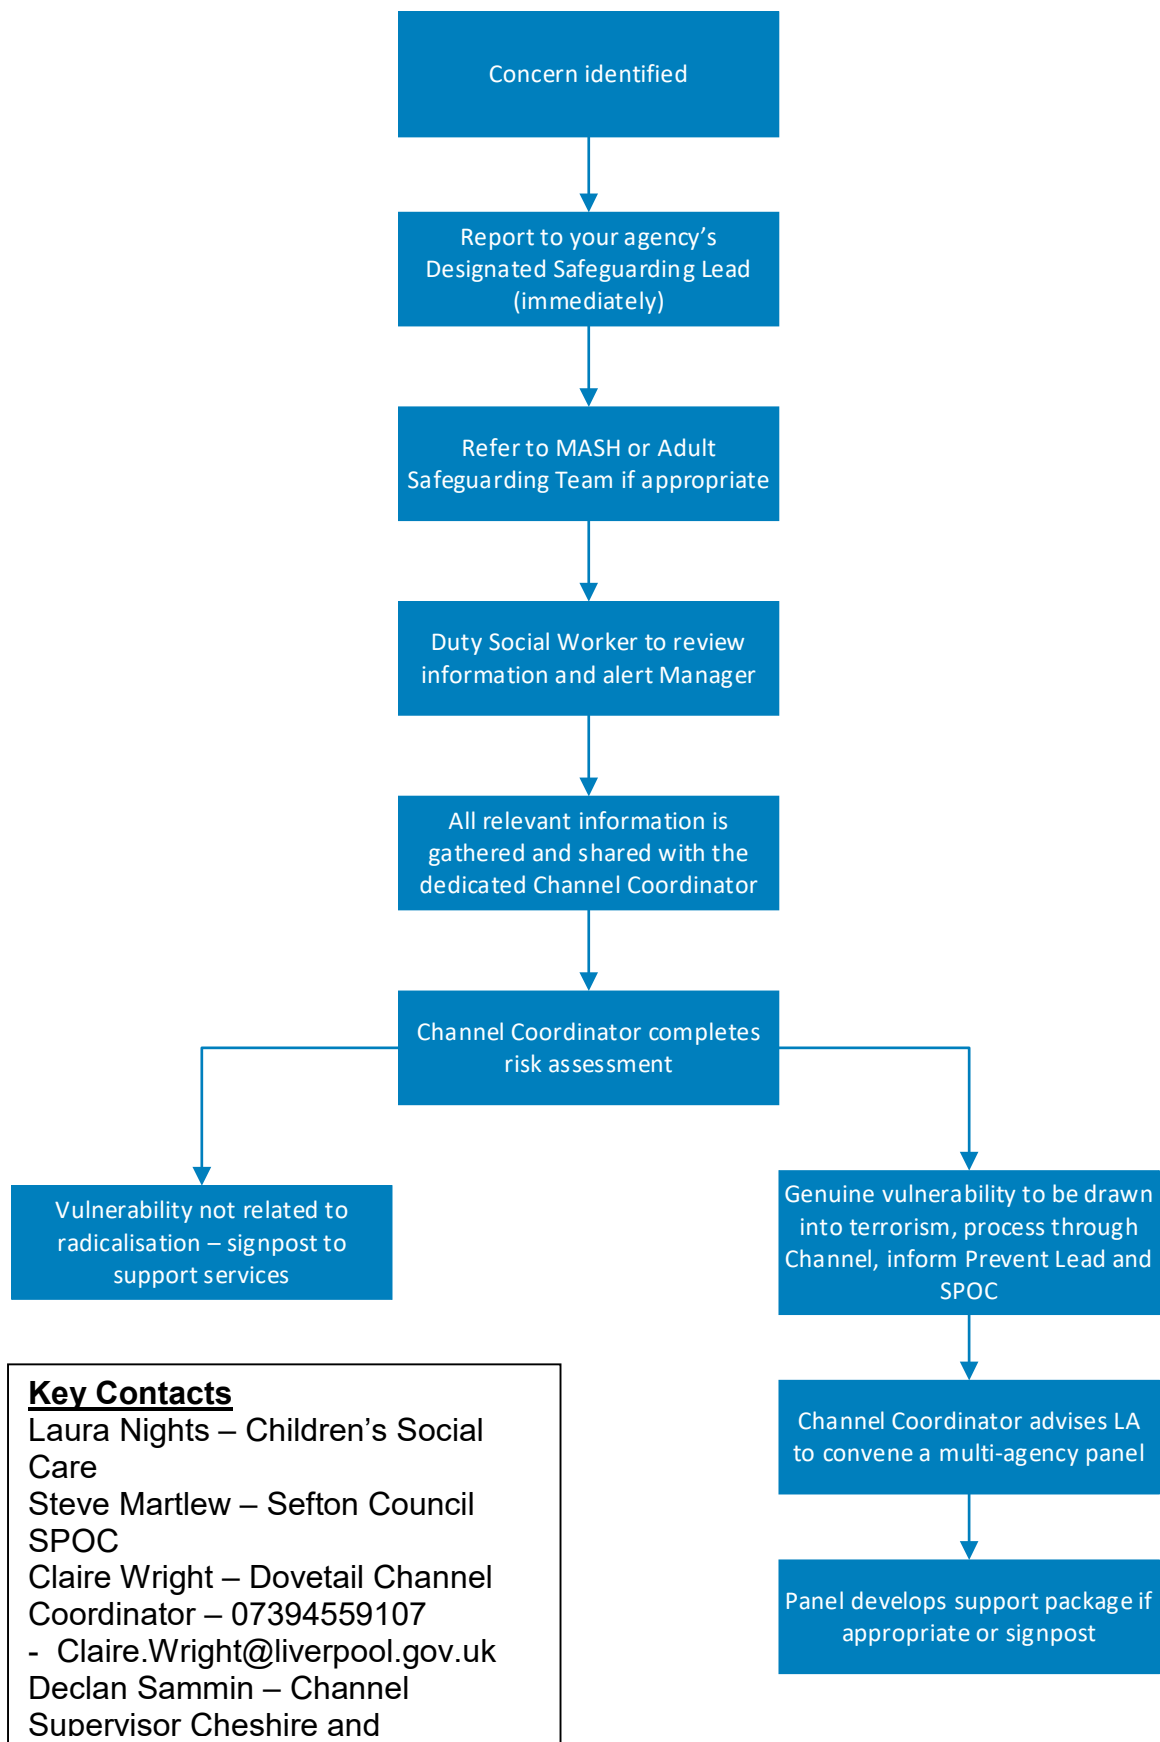 Concern identified
Report to your agency’s
Designated Safeguarding Lead
(immediately)
Refer to MASH or Adult
Safeguarding Team if appropriate
Duty Social Worker to review
information and alert Manager
All relevant information is
gathered and shared with the
dedicated Channel Coordinator
Channel Coordinator completes
risk assessment
Vulnerability not related to
radicalisation – signpost to
support services
Genuine vulnerability to be drawn
into terrorism, process through
Channel, inform Prevent Lead and
SPOC
Channel Coordinator advises LA
to convene a multi-agency panel
Panel develops support package if
appropriate or signpost
Key Contacts
Laura Nights – Children’s Social
Care
Steve Martlew – Sefton Council
SPOC
Claire Wright – Dovetail Channel
Coordinator – 07394559107
- Claire.Wright@liverpool.gov.uk
Declan Sammin – Channel
Supervisor Cheshire and